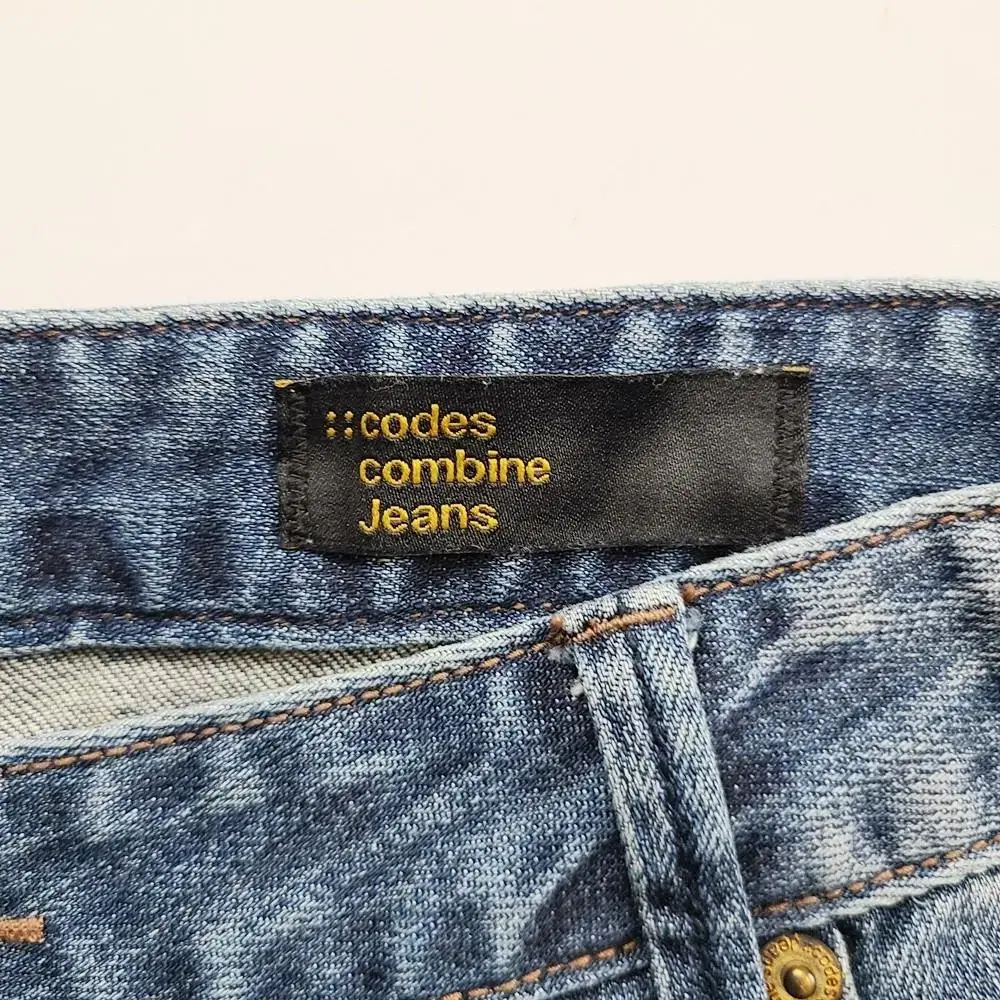 ::codes
combine
Jeans